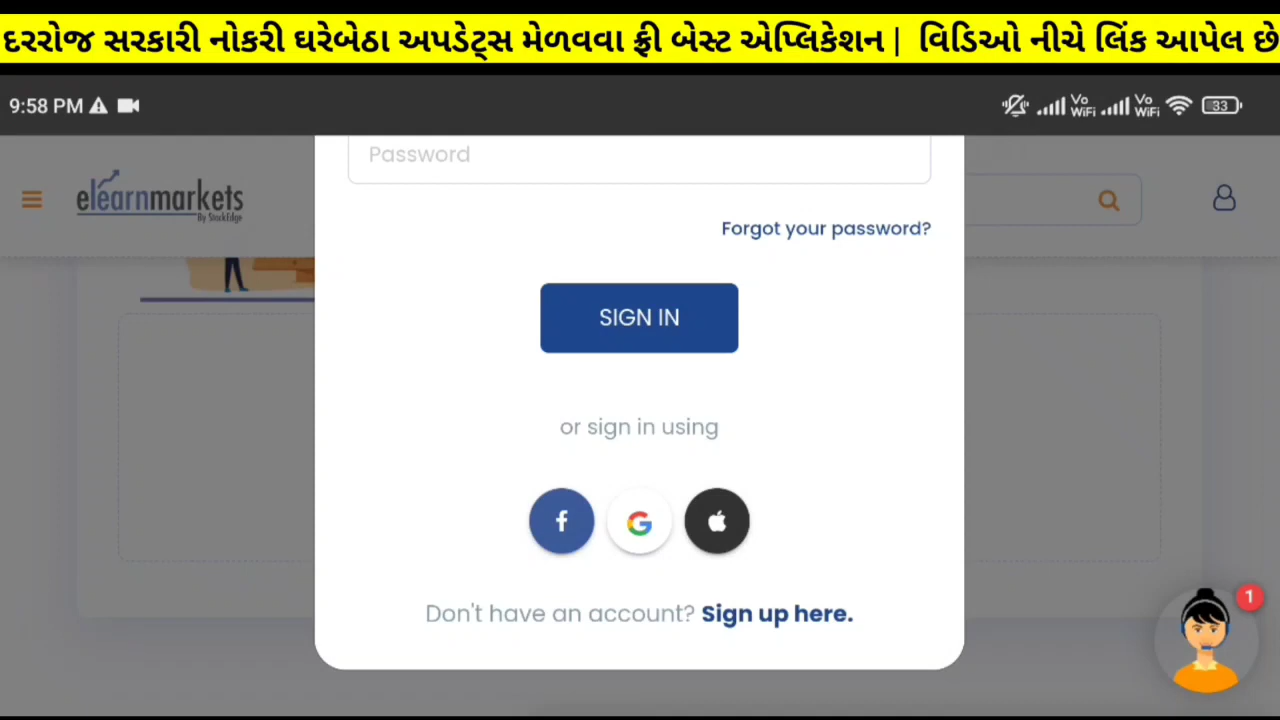 દરરોજ સરકારી નોકરી ઘરેબેઠા અપડેટ્સ મેળવવા ફ્રી બેસ્ટ એપ્લિકેશન | વિડિઓ નીચે લિંક આપેલ છે
9:58 PM Vo WiFi Vo WiFi 33
Password
elearnmarkets
By StockEdge
Forgot your password?
SIGN IN
or sign in using
Don't have an account? Sign up here.
1